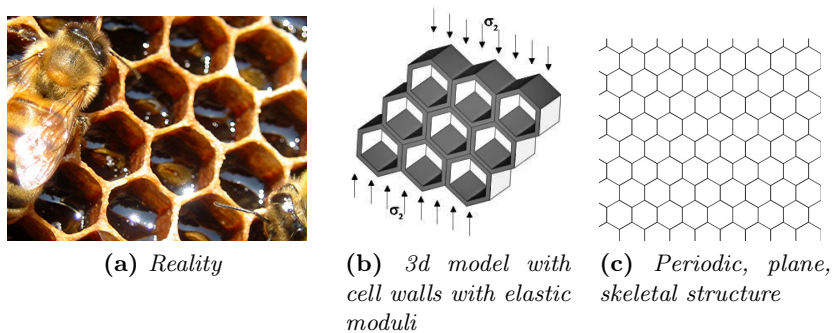 σ₂
σ₂
(a) Reality
(b) 3d model with
cell walls with elastic
moduli
(c) Periodic, plane,
skeletal structure